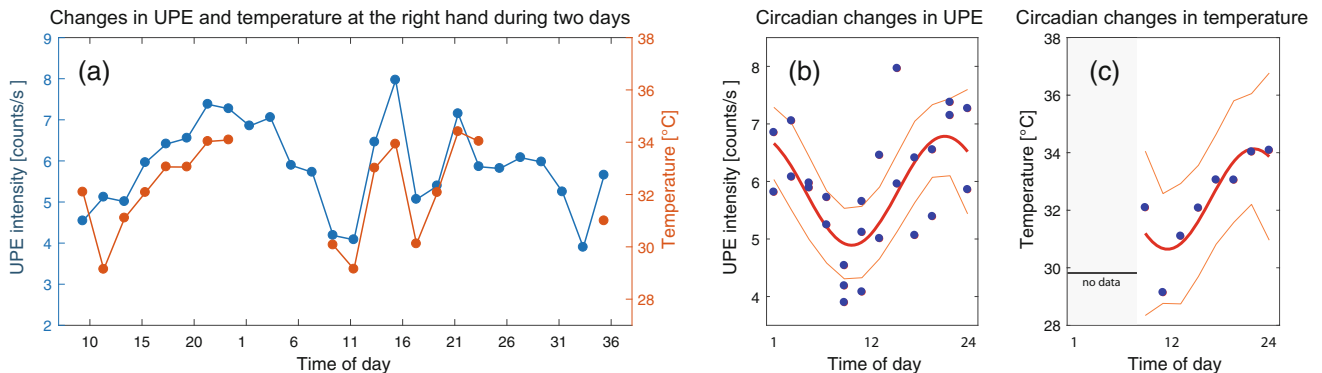 Changes in UPE and temperature at the right hand during two days
(a)
UPE intensity [counts/s ]
9
8
7
6
5
4
3
2
38
36
34
32
30
28
Temperature [°C]
10 15 20 1 6 11 16 21 26 31 36
Time of day
Circadian changes in UPE
(b)
UPE intensity [counts/s]
8
7
6
5
4
1 12 24
Time of day
Circadian changes in temperature
(c)
Temperature [°C]
38
36
34
32
30
28
no data
1 12 24
Time of day